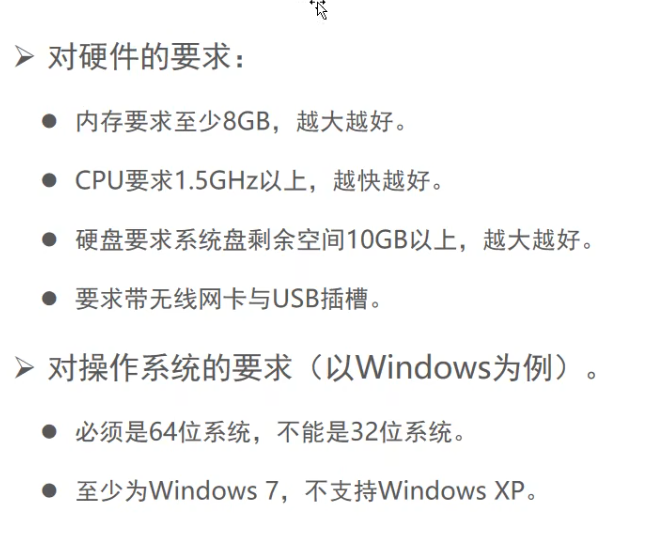 对硬件的要求：
内存要求至少8GB，越大越好。
CPU要求1.5GHz以上，越快越好。
硬盘要求系统盘剩余空间10GB以上，越大越好。
要求带无线网卡与USB插槽。
对操作系统的要求（以Windows为例）。
必须是64位系统，不能是32位系统。
至少为Windows 7，不支持Windows XP。